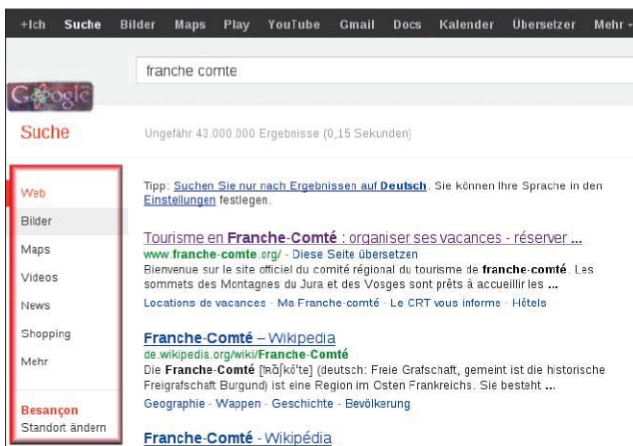 +Ich Suche Bilder Maps Play YouTube Gmail Docs Kalender Übersetzer Mehr
franche comte
Google
Suche
Ungefähr 43.000.000 Ergebnisse (0,15 Sekunden)
Web
Bilder
Maps
Videos
News
Shopping
Mehr
Besançon
Standort ändern
Tipp: Suchen Sie nur nach Ergebnissen auf Deutsch. Sie können Ihre Sprache in den
Einstellungen festlegen.
Tourisme en Franche-Comté : organiser ses vacances - réserver ...
www.franche-comte.org/ - Diese Seite übersetzen
Bienvenue sur le site officiel du comité régional du tourisme de franche-comté. Les
sommets des Montagnes du Jura et des Vosges sont prêts à accueillir les ...
Locations de vacances - Ma Franche-comté - Le CRT vous informe - Hôtels
Franche-Comté – Wikipedia
de.wikipedia.org/wiki/Franche-Comté
Die Franche-Comté [fʀɑ̃ʃkɔ̃'te] (deutsch: Freie Grafschaft, gemeint ist die historische
Freigrafschaft Burgund) ist eine Region im Osten Frankreichs. Sie besteht ...
Geographie - Wappen - Geschichte - Bevölkerung
Franche-Comté - Wikipédia